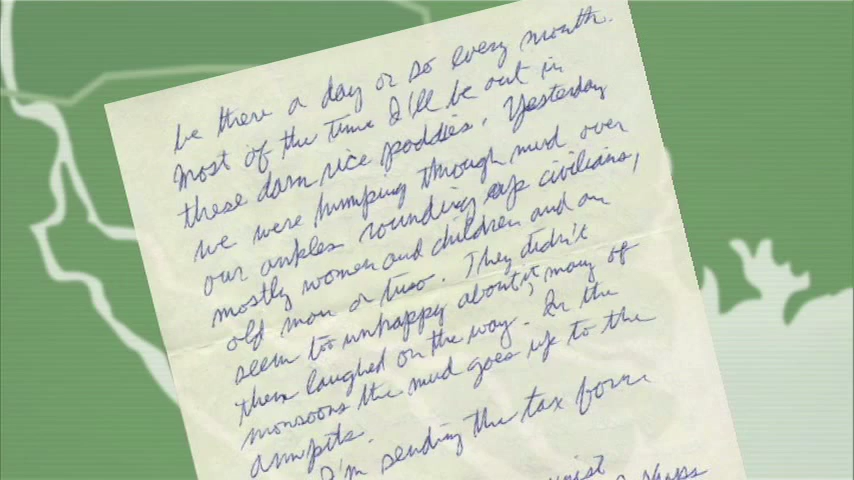 be there a day or so every month.
Most of the time I'll be out in
these darn rice paddies. Yesterday
we were humping through mud over
our ankles rounding up civilians,
mostly women and children and an
old man or two. They didn't
seem too unhappy about it, many of
them laughed on the way. In the
monsoons the mud goes up to the
armpits.
I'm sending the tax form